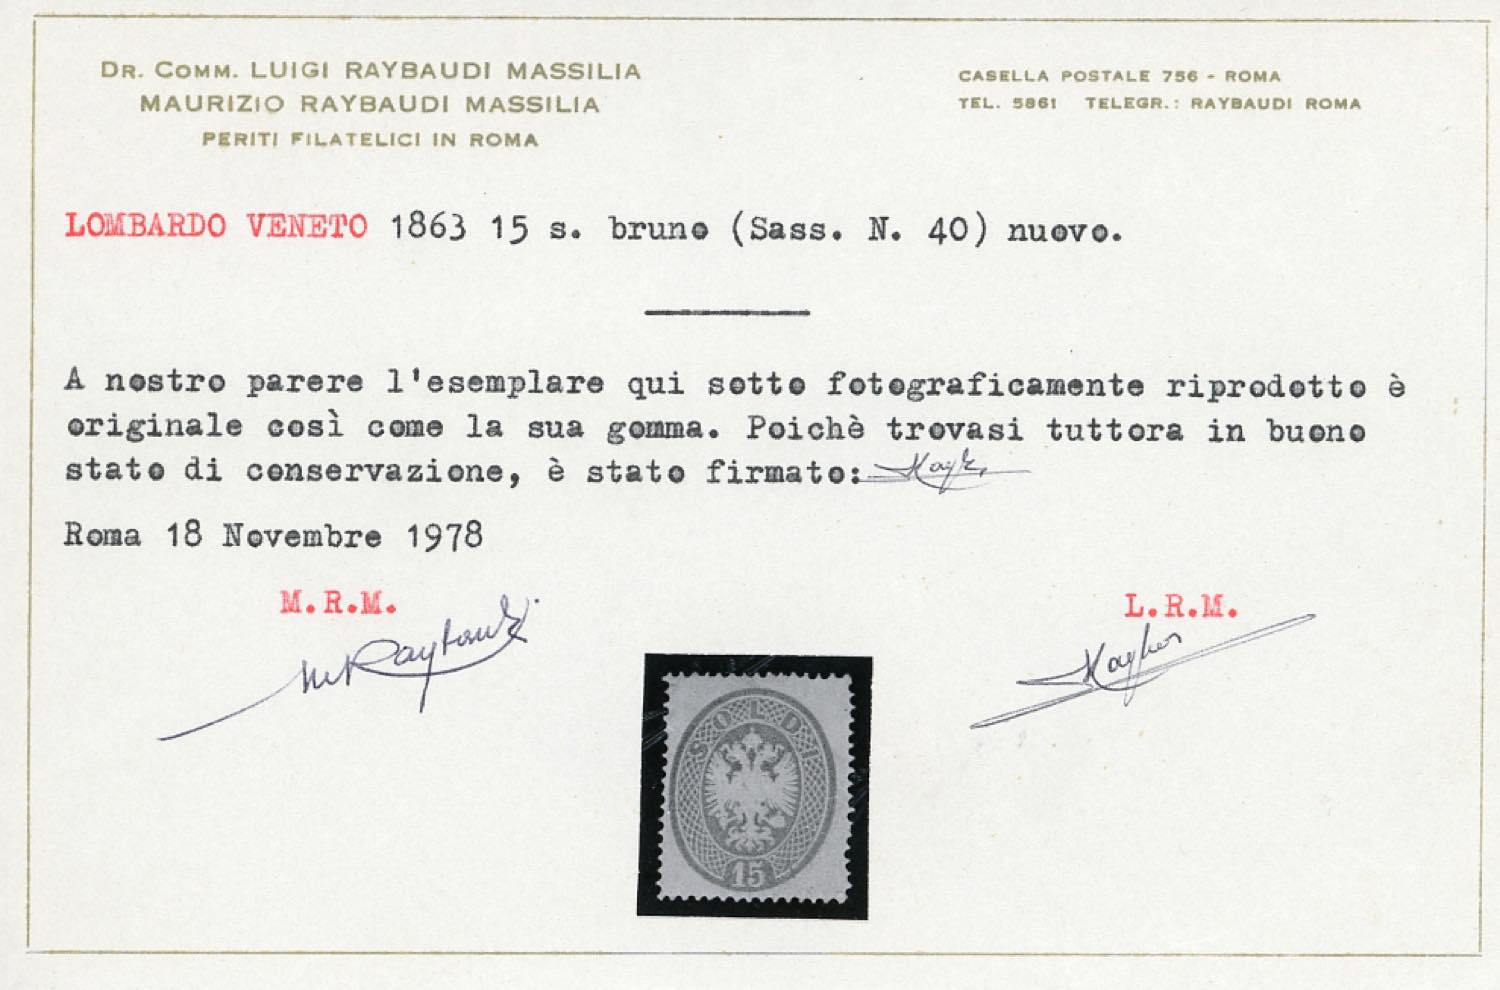 DR. COMM. LUIGI RAYBAUDI MASSILIA
MAURIZIO RAYBAUDI MASSILIA
PERITI FILATELICI IN ROMA
CASELLA POSTALE 756 - ROMA
TEL. 5861 TELEGR.: RAYBAUDI ROMA
LOMBARDO VENETO 1863 15 s. bruno (Sass. N. 40) nuovo.
A nostro parere l'esemplare qui sotto fotograficamente riprodotto è
originale così come la sua gomma. Poichè trovasi tuttora in buono
stato di conservazione, è stato firmato:
Roma 18 Novembre 1978
M.R.M.
L.R.M.
MRaybaudi
SOLDI
15